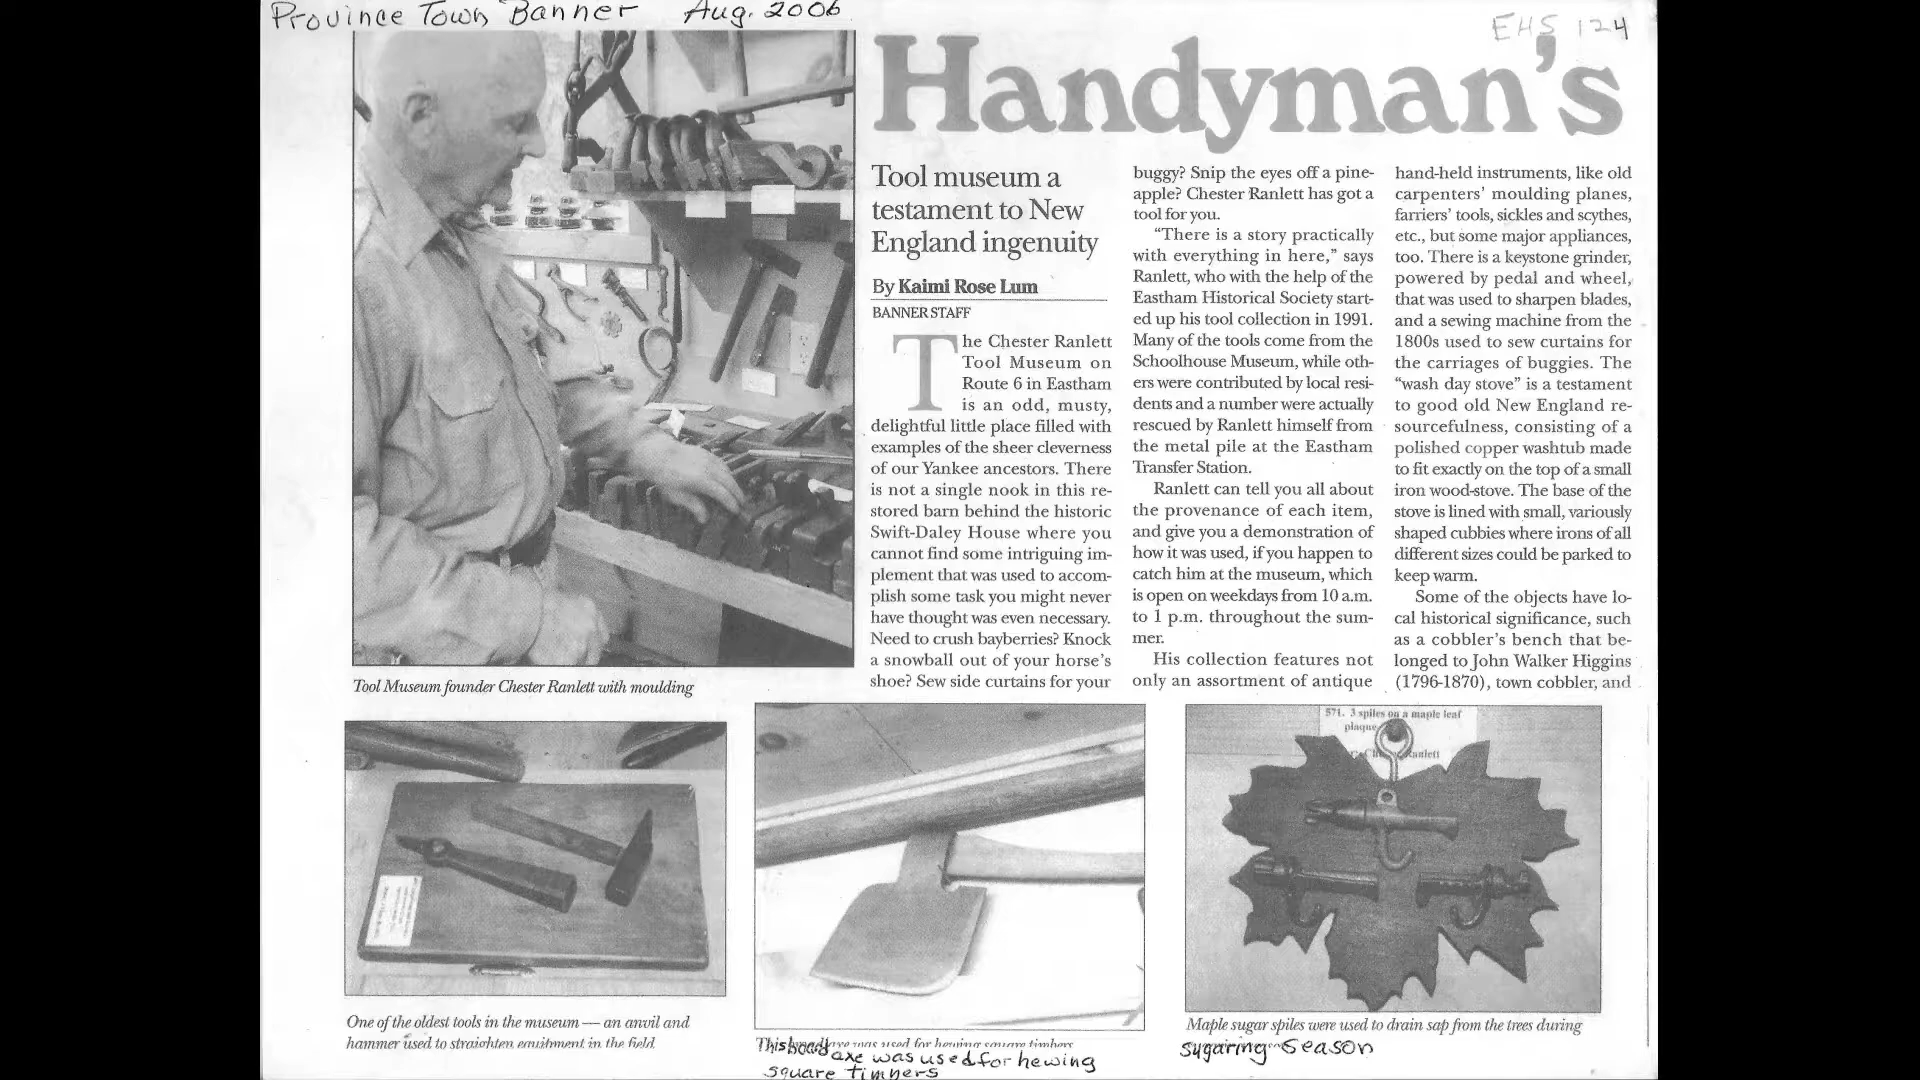 Province Town Banner Aug. 2006
EHS 124
Handyman's
Tool museum a
testament to New
England ingenuity
By Kaimi Rose Lum
BANNER STAFF
The Chester Ranlett
Tool Museum on
Route 6 in Eastham
is an odd, musty,
delightful little place filled with
examples of the sheer cleverness
of our Yankee ancestors. There
is not a single nook in this re-
stored barn behind the historic
Swift-Daley House where you
cannot find some intriguing im-
plement that was used to accom-
plish some task you might never
have thought was even necessary.
Need to crush bayberries? Knock
a snowball out of your horse's
shoe? Sew side curtains for your
buggy? Snip the eyes off a pine-
apple? Chester Ranlett has got a
tool for you.
“There is a story practically
with everything in here,” says
Ranlett, who with the help of the
Eastham Historical Society start-
ed up his tool collection in 1991.
Many of the tools come from the
Schoolhouse Museum, while oth-
ers were contributed by local resi-
dents and a number were actually
rescued by Ranlett himself from
the metal pile at the Eastham
Transfer Station.
Ranlett can tell you all about
the provenance of each item,
and give you a demonstration of
how it was used, if you happen to
catch him at the museum, which
is open on weekdays from 10 a.m.
to 1 p.m. throughout the sum-
mer.
His collection features not
only an assortment of antique
hand-held instruments, like old
carpenters' moulding planes,
farriers' tools, sickles and scythes,
etc., but some major appliances,
too. There is a keystone grinder,
powered by pedal and wheel,
that was used to sharpen blades,
and a sewing machine from the
1800s used to sew curtains for
the carriages of buggies. The
“wash day stove” is a testament
to good old New England re-
sourcefulness, consisting of a
polished copper washtub made
to fit exactly on the top of a small
iron wood-stove. The base of the
stove is lined with small, variously
shaped cubbies where irons of all
different sizes could be parked to
keep warm.
Some of the objects have lo-
cal historical significance, such
as a cobbler's bench that be-
longed to John Walker Higgins
(1796-1870), town cobbler, and
Tool Museum founder Chester Ranlett with moulding
571. 3 spiles on a maple leaf
plaque
Ranlett
One of the oldest tools in the museum — an anvil and
hammer used to straighten equipment in the field
This broad axe was used for hewing square timbers
axe was used for hewing
square timbers
Maple sugar spiles were used to drain sap from the trees during
sugaring season